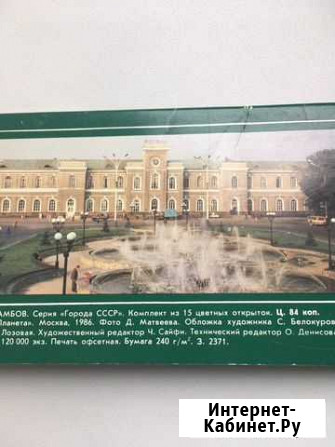 АМБОВ. Серия «Города СССР». Комплект из 15 цветных открыток. Ц. 84 коп.
Планета». Москва, 1986. Фото Д. Матвеева. Обложка художника С. Белокуров
Лозовая. Художественный редактор Ч. Сайфи. Технический редактор О. Денисова
120 000 экз. Печать офсетная. Бумага 240 г/м². З. 2371.
Интернет-
Кабинет.Ру